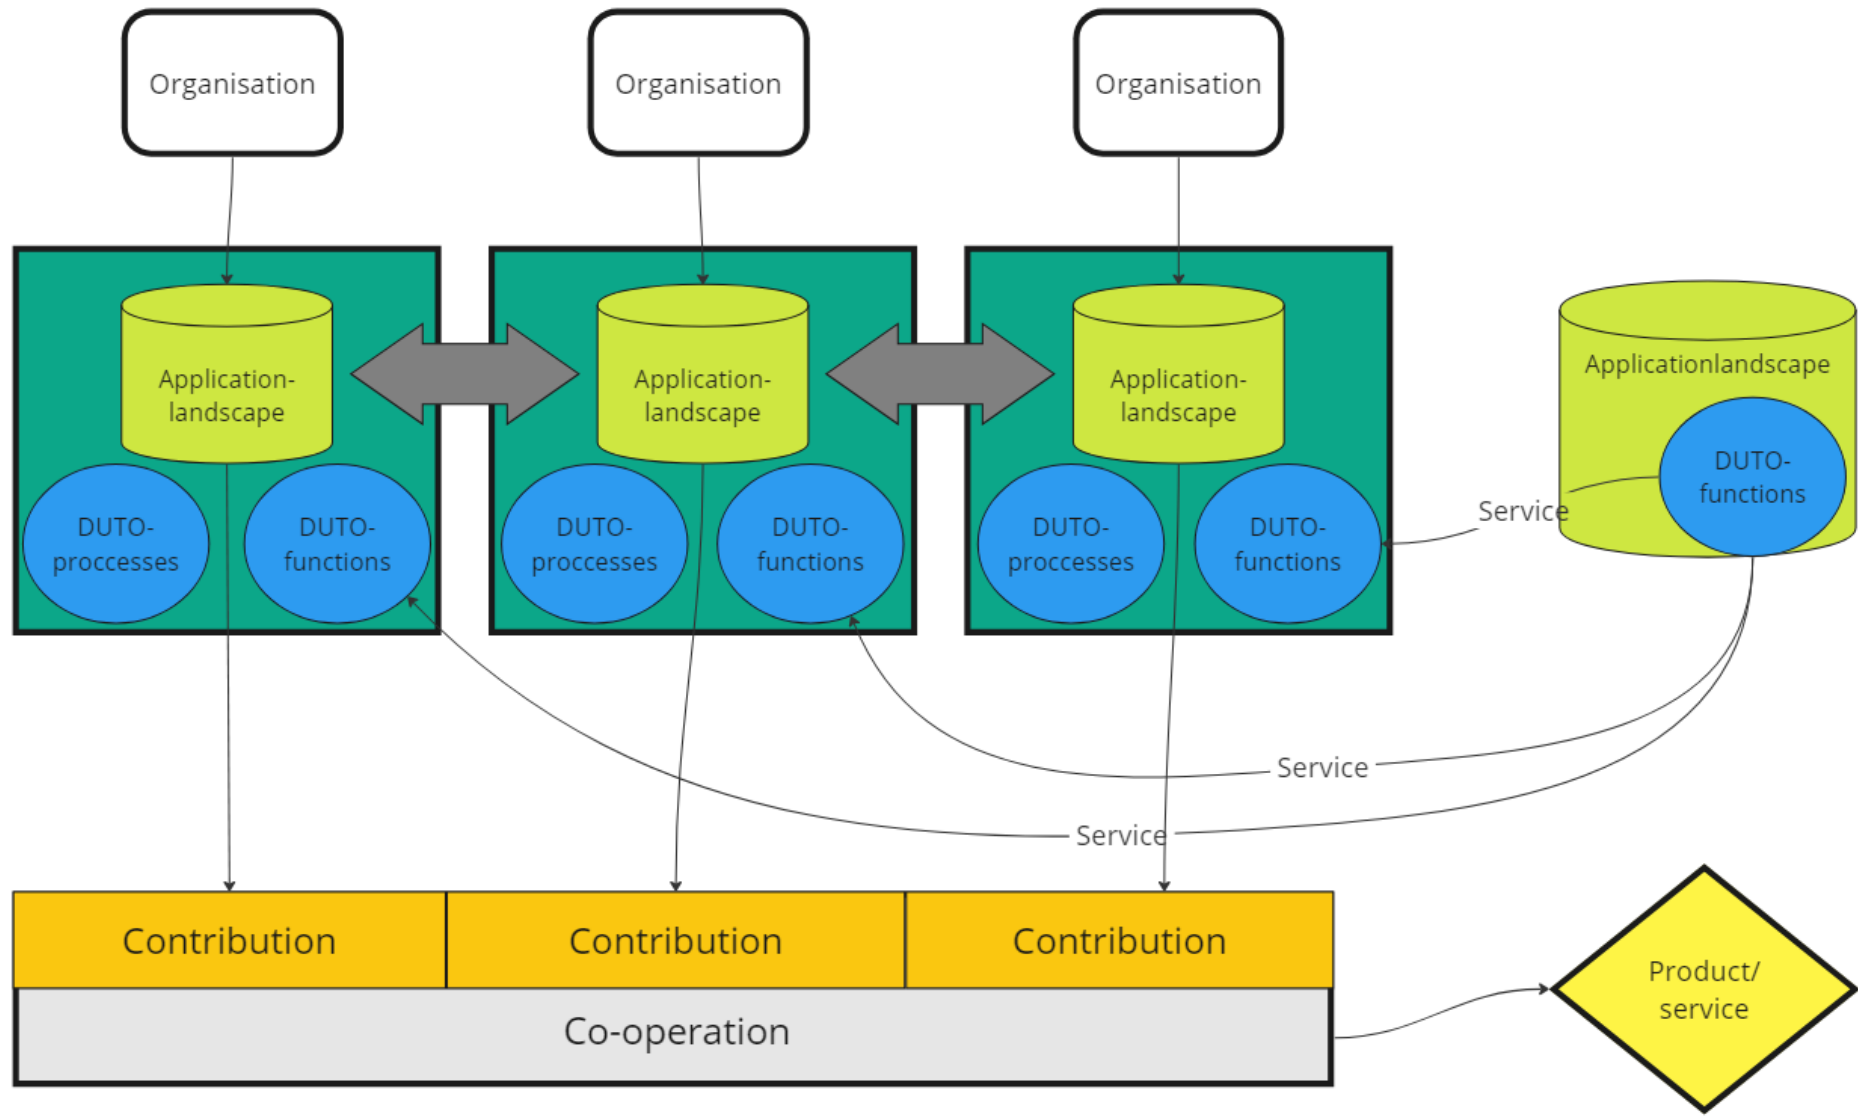 Organisation
Organisation
Organisation
Application-
landscape
Application-
landscape
Application-
landscape
Applicationlandscape
DUTO-
proccesses
DUTO-
functions
DUTO-
proccesses
DUTO-
functions
DUTO-
proccesses
DUTO-
functions
DUTO-
functions
Service
Service
Service
Contribution
Contribution
Contribution
Co-operation
Product/
service